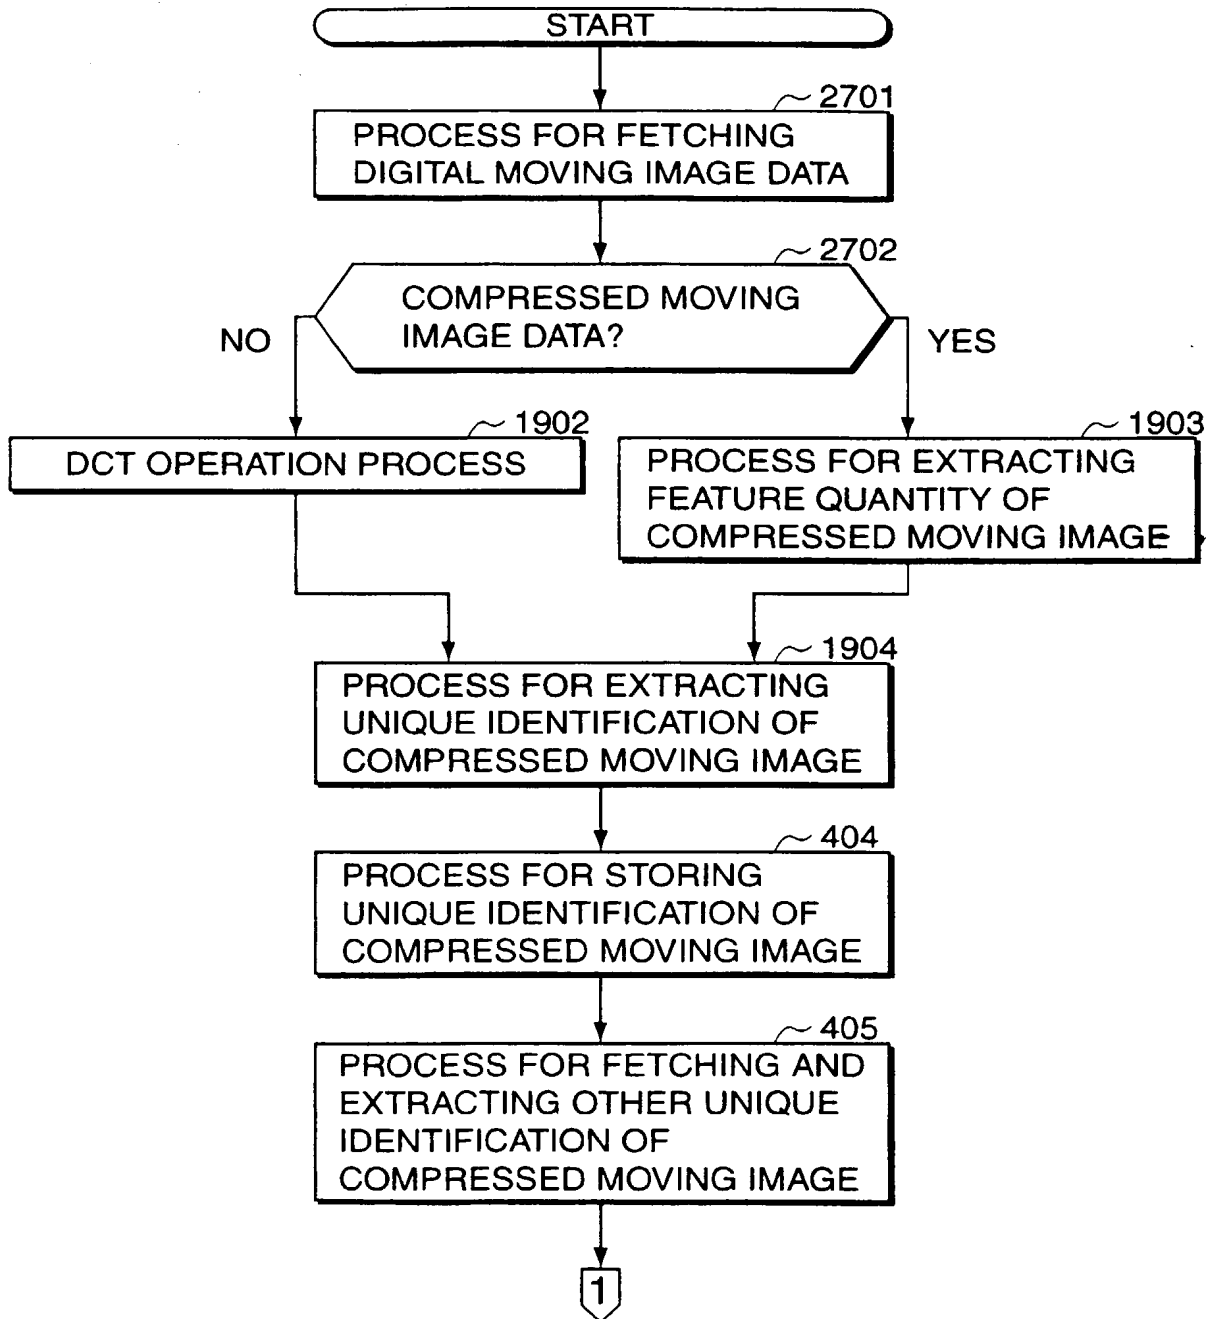 START
2701
PROCESS FOR FETCHING
DIGITAL MOVING IMAGE DATA
2702
COMPRESSED MOVING
IMAGE DATA?
NO
YES
1902
DCT OPERATION PROCESS
1903
PROCESS FOR EXTRACTING
FEATURE QUANTITY OF
COMPRESSED MOVING IMAGE
1904
PROCESS FOR EXTRACTING
UNIQUE IDENTIFICATION OF
COMPRESSED MOVING IMAGE
404
PROCESS FOR STORING
UNIQUE IDENTIFICATION OF
COMPRESSED MOVING IMAGE
405
PROCESS FOR FETCHING AND
EXTRACTING OTHER UNIQUE
IDENTIFICATION OF
COMPRESSED MOVING IMAGE
1